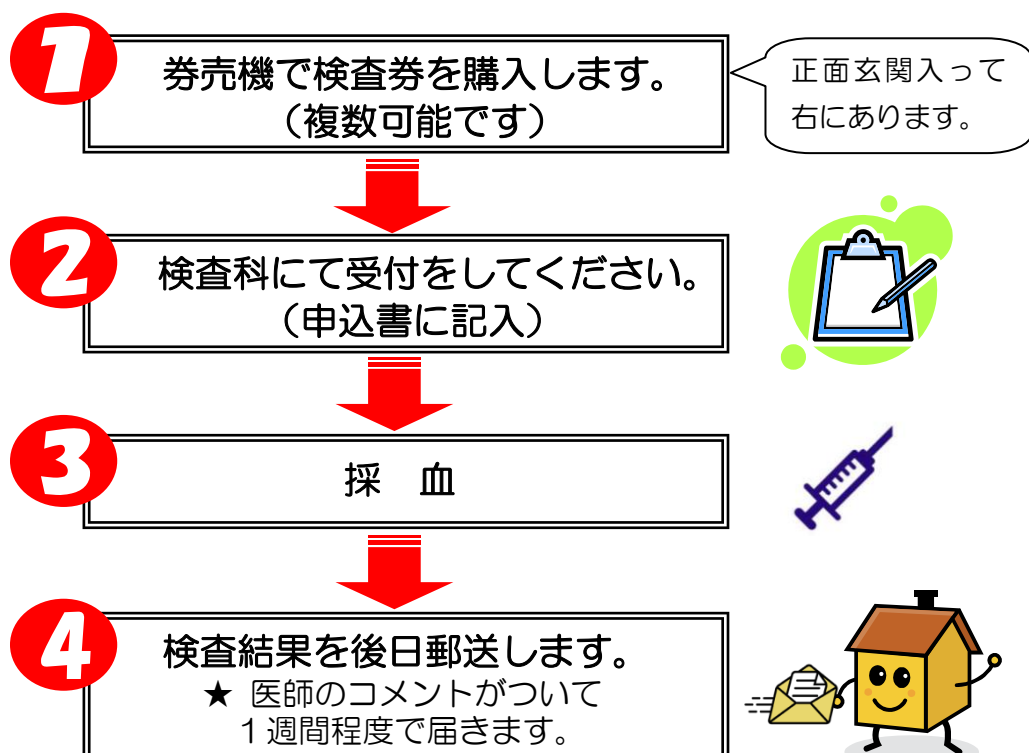 1
券売機で検査券を購入します。
（複数可能です）
正面玄関入って
右にあります。
2
検査科にて受付をしてください。
（申込書に記入）
3
採　血
4
検査結果を後日郵送します。
★ 医師のコメントがついて
１週間程度で届きます。